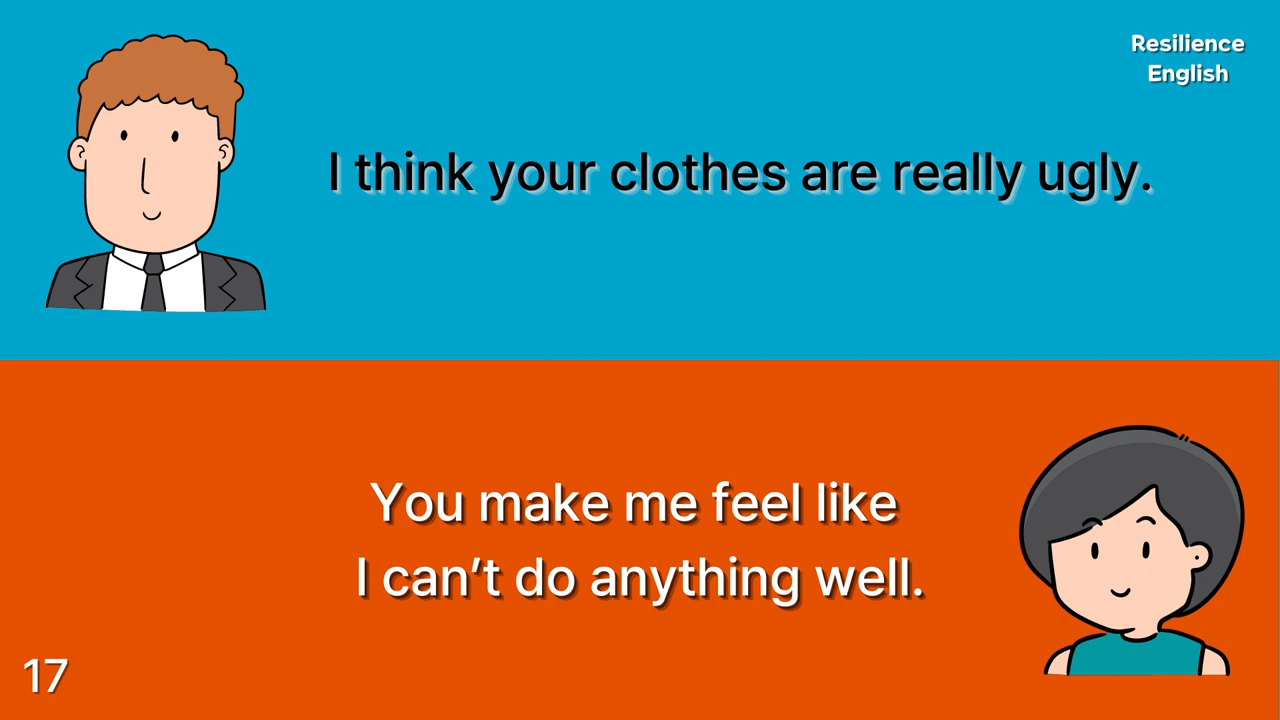 Resilience
English
I think your clothes are really ugly.
You make me feel like
I can’t do anything well.
17